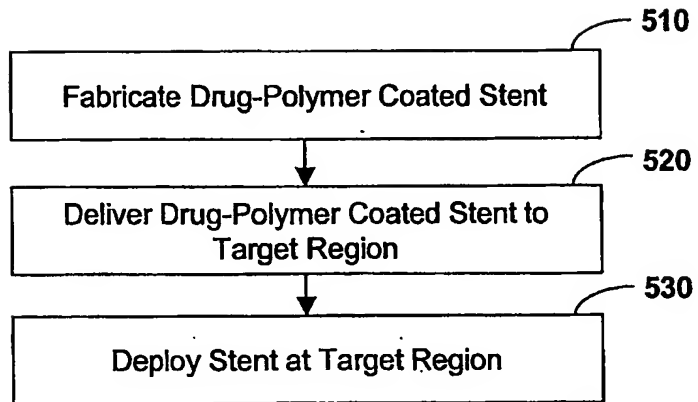 510
Fabricate Drug-Polymer Coated Stent
520
Deliver Drug-Polymer Coated Stent to
Target Region
530
Deploy Stent at Target Region